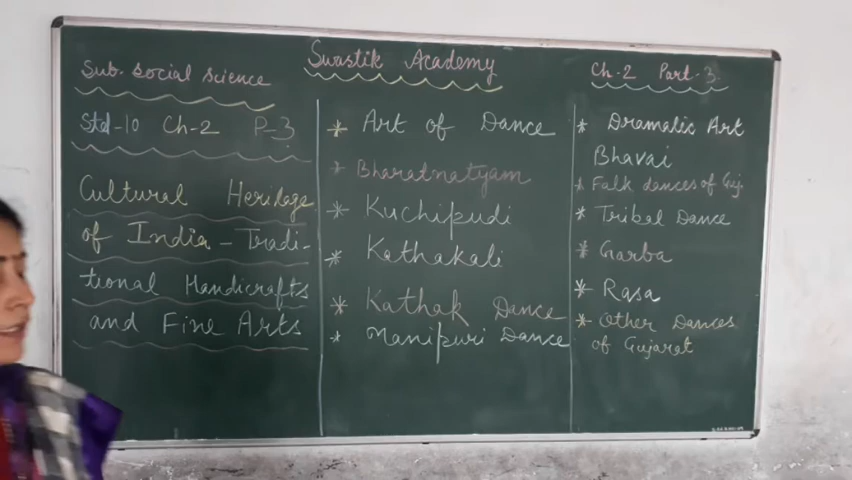 Swastik Academy
Sub. Social Science
Std-10 Ch-2 P-3
Cultural Heritage
of India - Tradi-
tional Handicrafts
and Fine Arts
* Art of Dance
* Bharatnatyam
* Kuchipudi
* Kathakali
* Kathak Dance
* Manipuri Dance
Ch-2 Part-3
* Dramatic Art
Bhavai
* Falk dances of Guj.
* Tribal Dance
* Garba
* Rasa
* Other Dances
of Gujarat